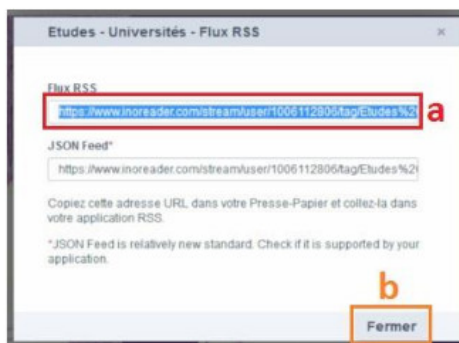 Etudes - Universités - Flux RSS ×
Flux RSS
https://www.inoreader.com/stream/user/1006112806/tag/Etudes%2
a
JSON Feed*
https://www.inoreader.com/stream/user/1006112806/tag/Etudes%20
Copiez cette adresse URL dans votre Presse-Papier et collez-la dans
votre application RSS.
*JSON Feed is relatively new standard. Check if it is supported by your
application.
b
Fermer